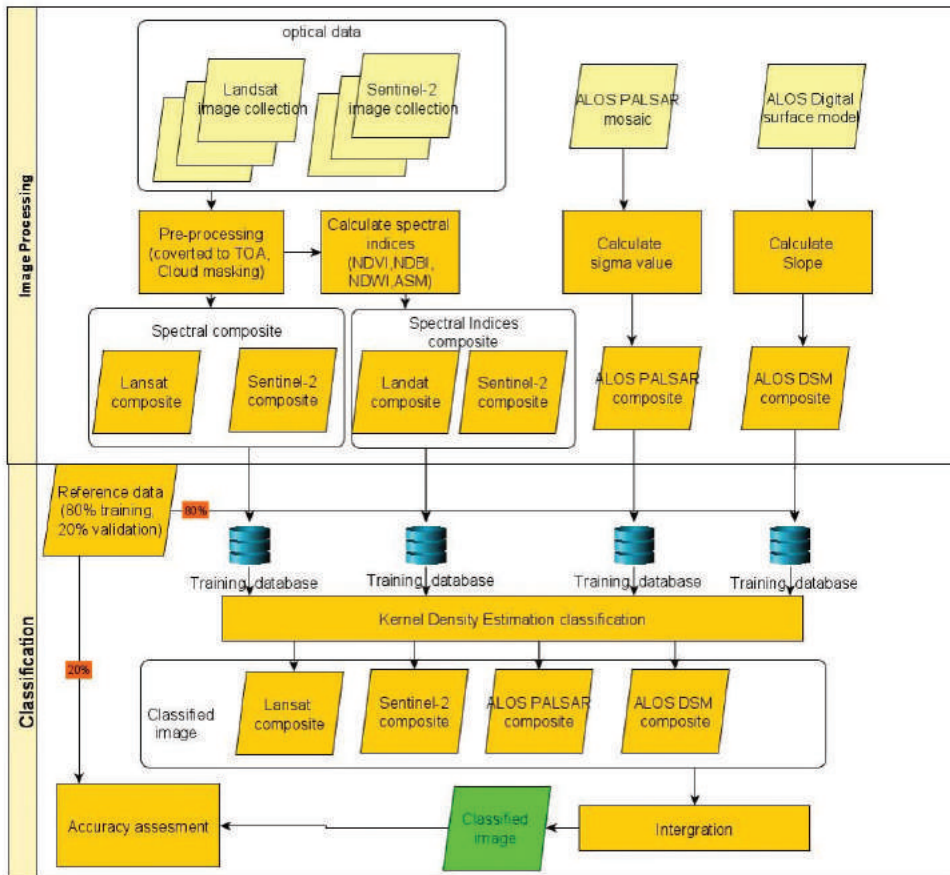 Image Processing
optical data
Landsat
image collection
Sentinel-2
image collection
ALOS PALSAR
mosaic
ALOS Digital
surface model
Pre-processing
(coverted to TOA,
Cloud masking)
Calculate spectral
indices
(NDVI,NDBI,
NDWI,ASM)
Calculate
sigma value
Calculate
Slope
Spectral composite
Lansat
composite
Sentinel-2
composite
Spectral Indices
composite
Landat
composite
Sentinel-2
composite
ALOS PALSAR
composite
ALOS DSM
composite
Classification
Reference data
(80% training,
20% validation)
80%
Training database
Training database
Training database
Training database
Kernel Density Estimation classification
20%
Classified
image
Lansat
composite
Sentinel-2
composite
ALOS PALSAR
composite
ALOS DSM
composite
Accuracy assesment
Classified
image
Intergration